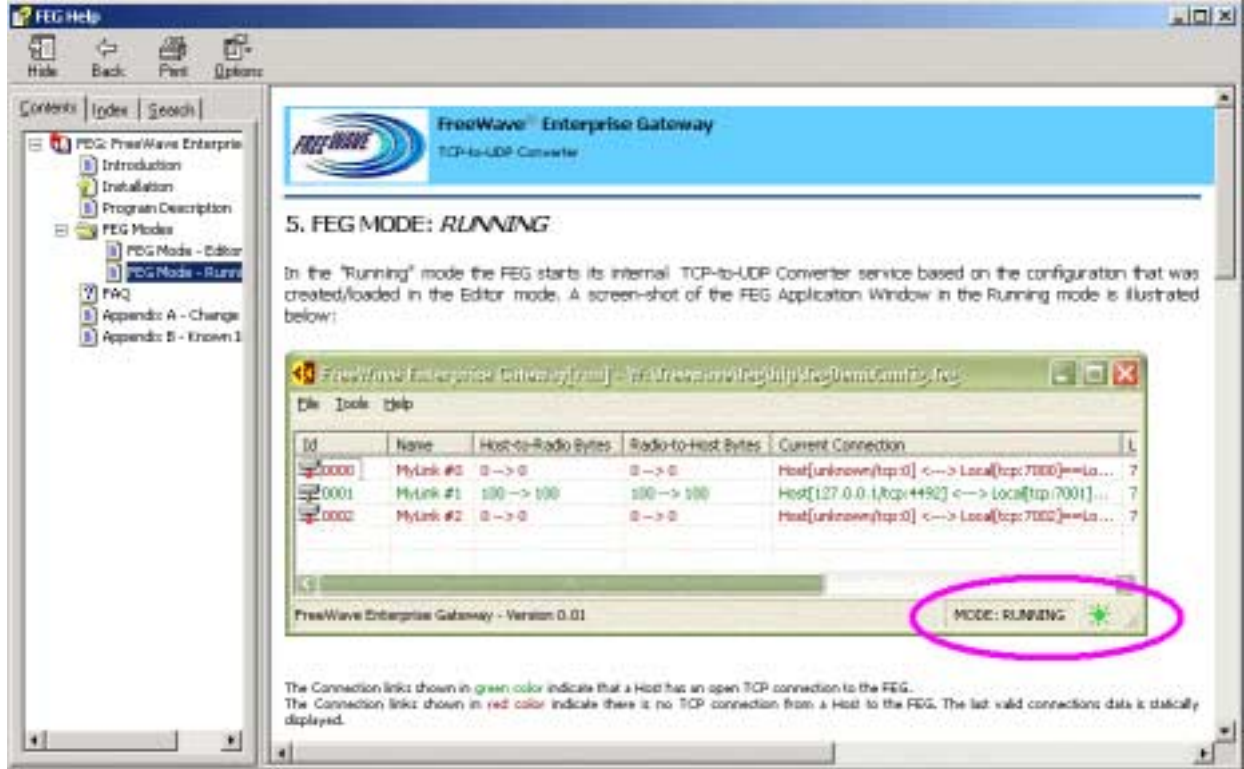 FEG Help
Hide Back Print Options
Contents Index Search
FEG: FreeWave Enterprise
Introduction
Installation
Program Description
FEG Modes
FEG Mode - Editor
FEG Mode - Runni
FAQ
Appendix A - Change
Appendix B - Known I
FREEWAVE
FreeWave Enterprise Gateway
TCP-to-UDP Converter
5. FEG MODE: RUNNING
In the "Running" mode the FEG starts its internal TCP-to-UDP Converter service based on the configuration that was
created/loaded in the Editor mode. A screen-shot of the FEG Application Window in the Running mode is illustrated
below:
FreeWave Enterprise Gateway[run] -
File Tools Help
Id Name Host-to-Radio Bytes Radio-to-Host Bytes Current Connection L
0000 MyLink #0 0 --> 0 0 --> 0 Host[unknown/tcp:0] <---> Local[tcp:7000]==Lo... 7
0001 MyLink #1 100 --> 100 100 --> 100 Host[127.0.0.1/tcp:4492] <---> Local[tcp:7001]... 7
0002 MyLink #2 0 --> 0 0 --> 0 Host[unknown/tcp:0] <---> Local[tcp:7002]==Lo... 7
FreeWave Enterprise Gateway - Version 0.01
MODE: RUNNING
The Connection links shown in green color indicate that a Host has an open TCP connection to the FEG.
The Connection links shown in red color indicate there is no TCP connection from a Host to the FEG. The last valid connections data is statically
displayed.